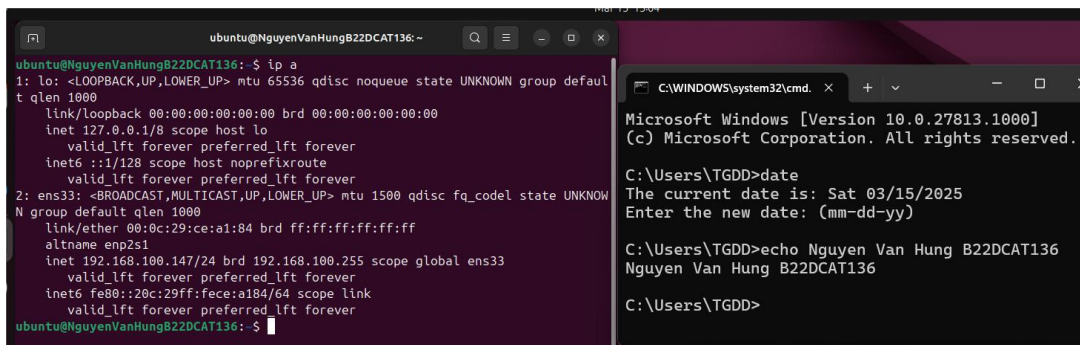 Mar 15 15:04
ubuntu@NguyenVanHungB22DCAT136: ~
ubuntu@NguyenVanHungB22DCAT136:~$ ip a
1: lo: <LOOPBACK,UP,LOWER_UP> mtu 65536 qdisc noqueue state UNKNOWN group defaul
t qlen 1000
link/loopback 00:00:00:00:00:00 brd 00:00:00:00:00:00
inet 127.0.0.1/8 scope host lo
valid_lft forever preferred_lft forever
inet6 ::1/128 scope host noprefixroute
valid_lft forever preferred_lft forever
2: ens33: <BROADCAST,MULTICAST,UP,LOWER_UP> mtu 1500 qdisc fq_codel state UNKNOW
N group default qlen 1000
link/ether 00:0c:29:ce:a1:84 brd ff:ff:ff:ff:ff:ff
altname enp2s1
inet 192.168.100.147/24 brd 192.168.100.255 scope global ens33
valid_lft forever preferred_lft forever
inet6 fe80::20c:29ff:fece:a184/64 scope link
valid_lft forever preferred_lft forever
ubuntu@NguyenVanHungB22DCAT136:~$
C:\WINDOWS\system32\cmd.
Microsoft Windows [Version 10.0.27813.1000]
(c) Microsoft Corporation. All rights reserved.
C:\Users\TGDD>date
The current date is: Sat 03/15/2025
Enter the new date: (mm-dd-yy)
C:\Users\TGDD>echo Nguyen Van Hung B22DCAT136
Nguyen Van Hung B22DCAT136
C:\Users\TGDD>